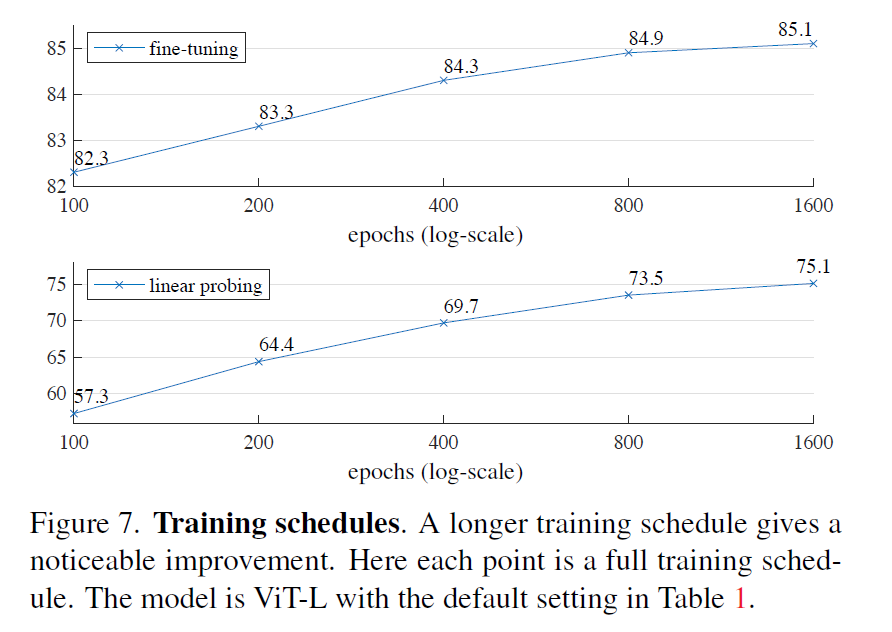 fine-tuning
85
84
83
82
82.3
83.3
84.3
84.9
85.1
100 200 400 800 1600
epochs (log-scale)
linear probing
75
70
65
60
57.3
64.4
69.7
73.5
75.1
100 200 400 800 1600
epochs (log-scale)
Figure 7. Training schedules. A longer training schedule gives a
noticeable improvement. Here each point is a full training sched-
ule. The model is ViT-L with the default setting in Table 1.